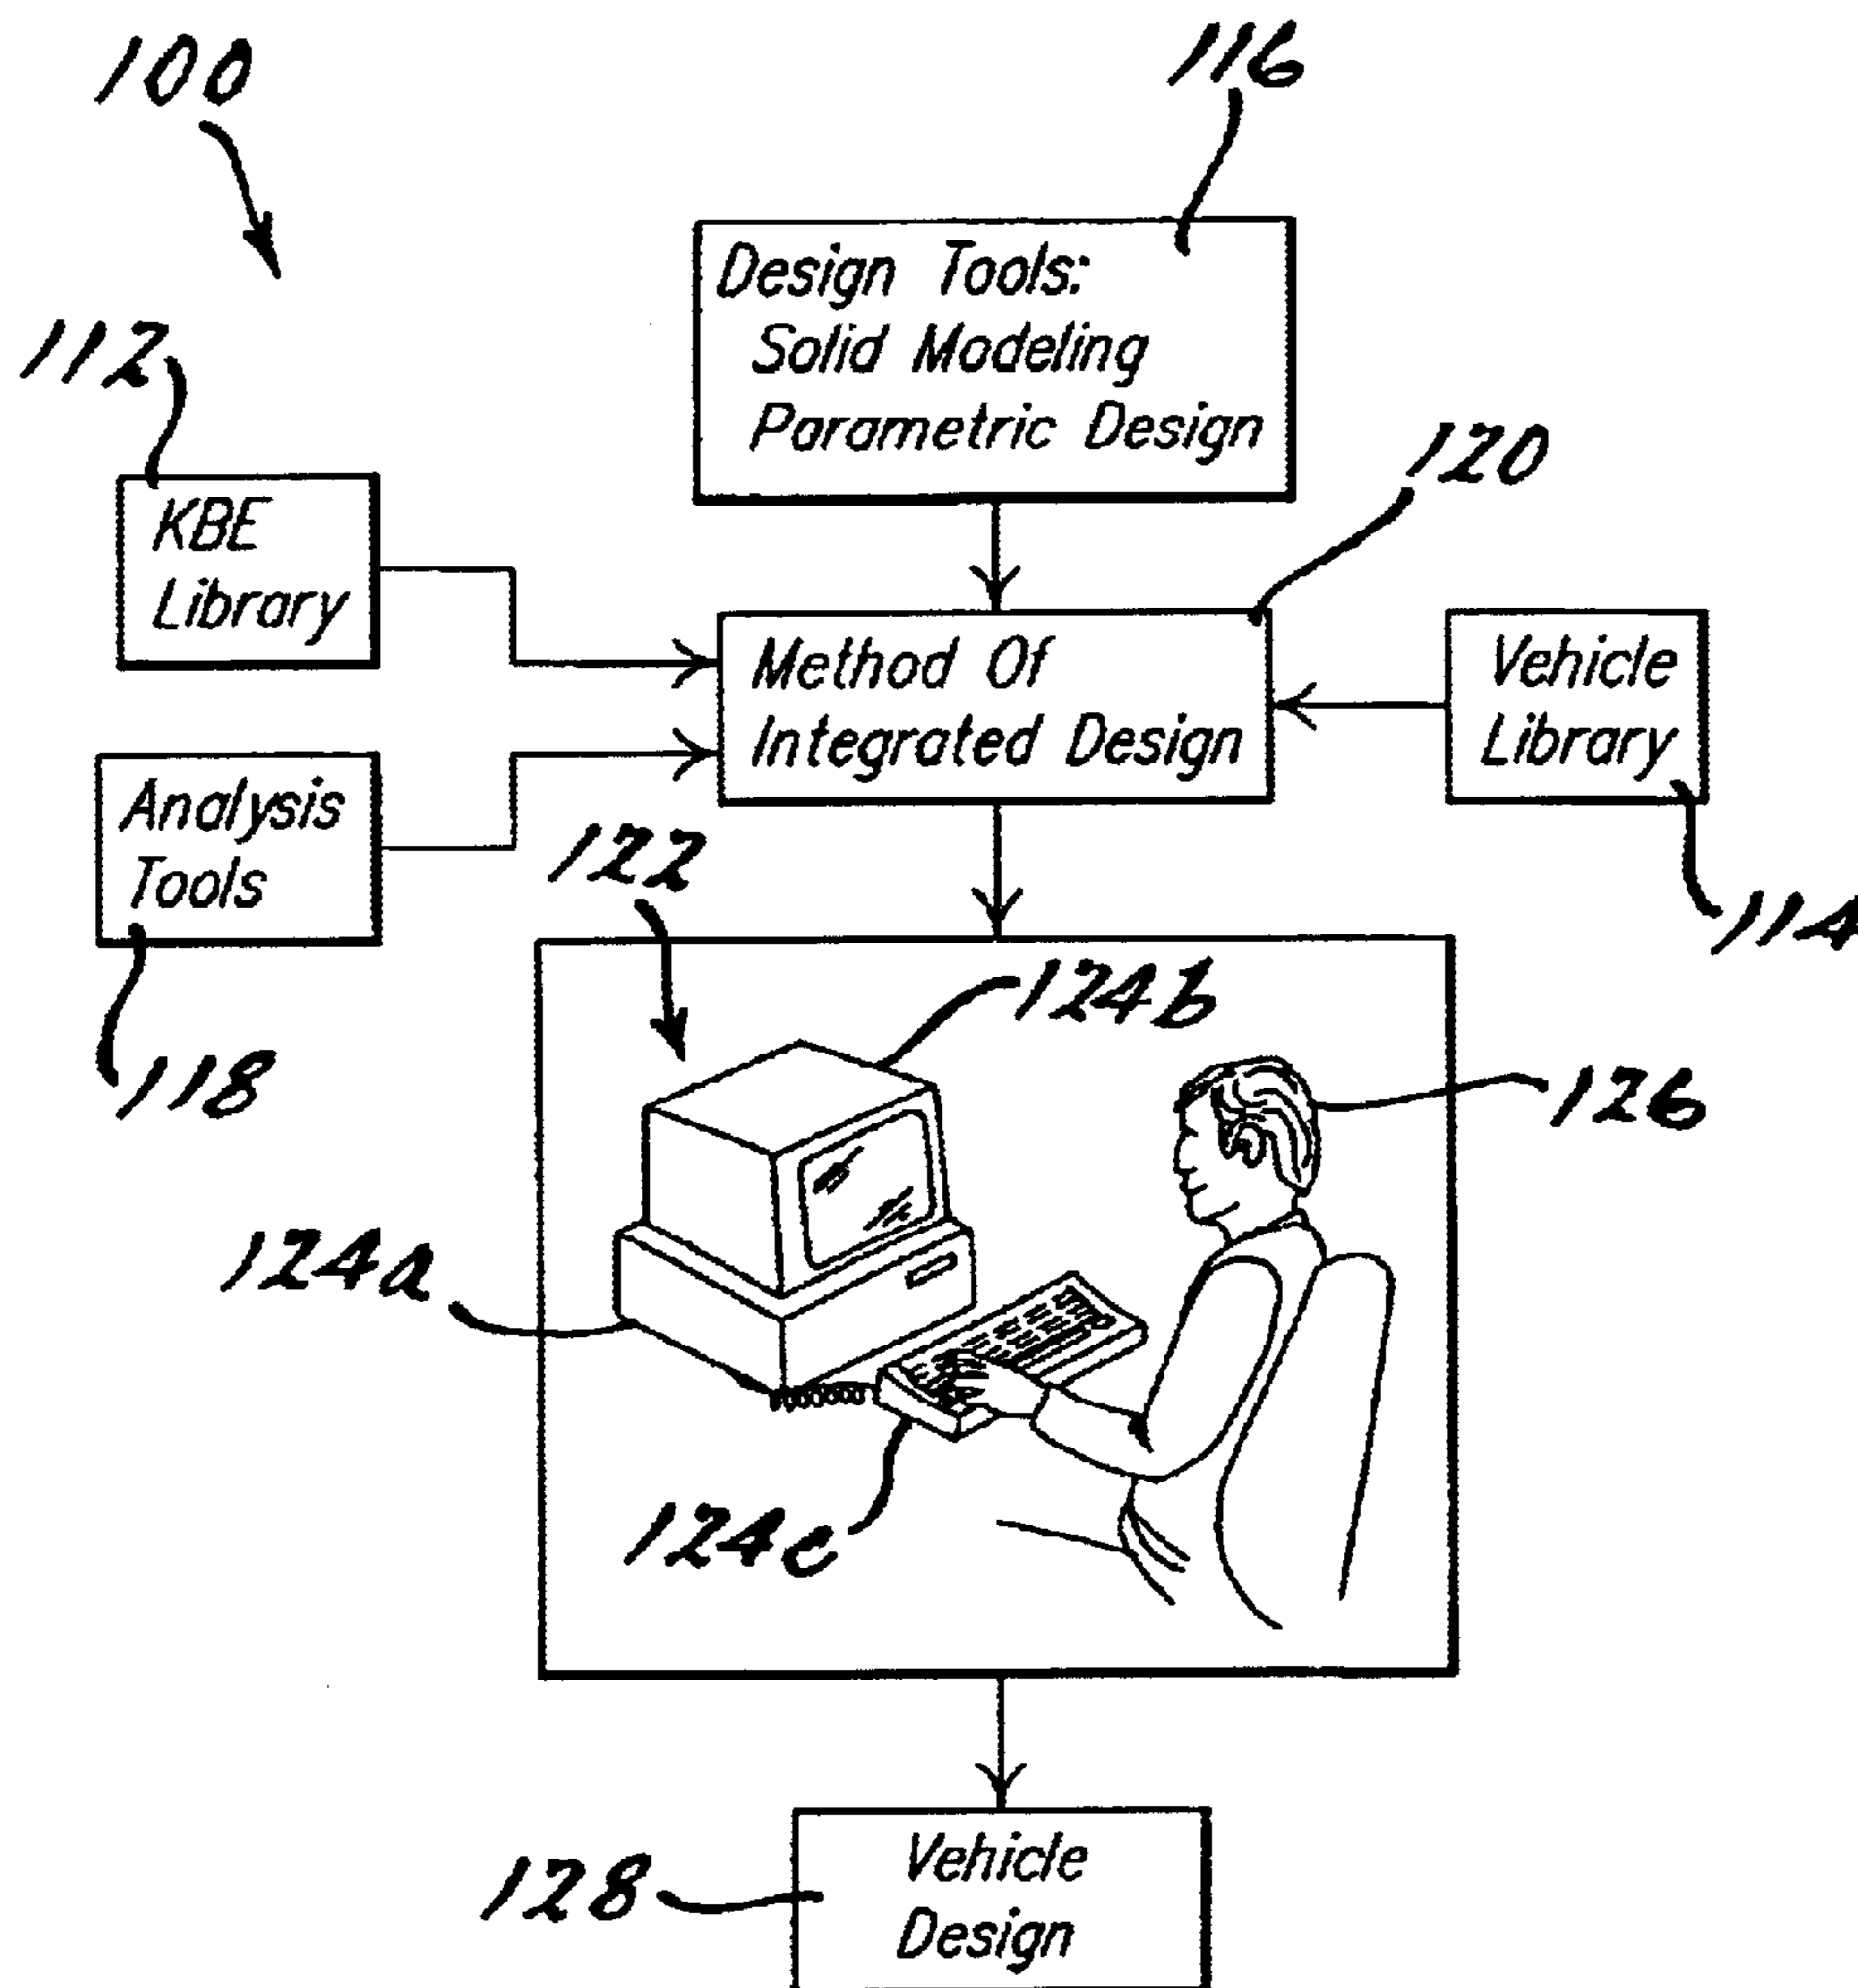 100
116
Design Tools:
Solid Modeling
Parametric Design
112
120
KBE
Library
Method Of
Integrated Design
Vehicle
Library
Analysis
Tools
122
114
124b
118
126
124a
124c
128
Vehicle
Design